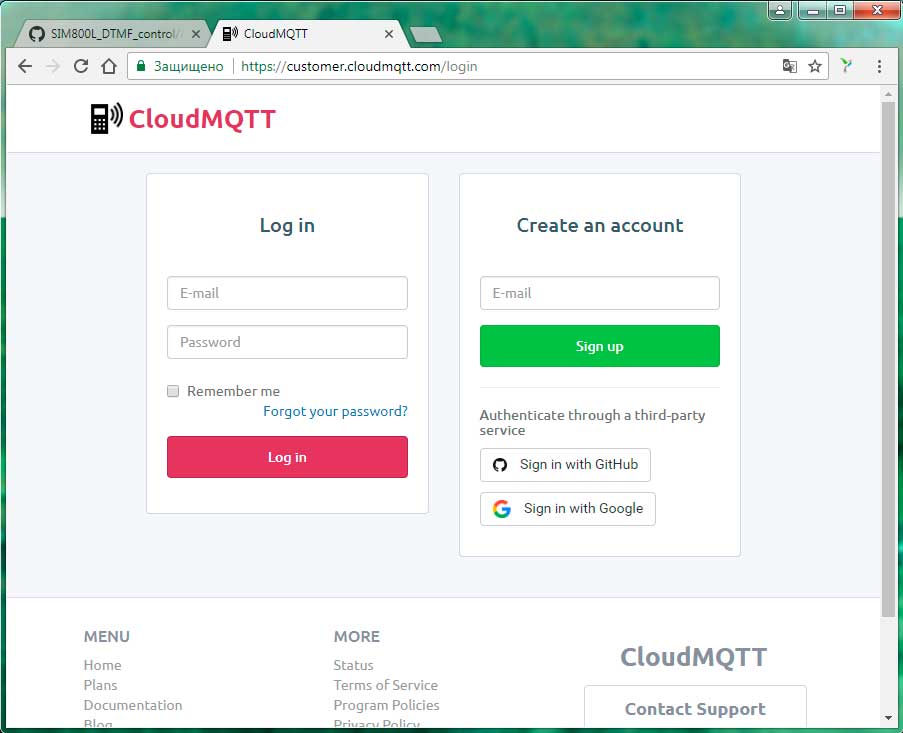 SIM800L_DTMF_control/
CloudMQTT
Защищено
https://customer.cloudmqtt.com/login
CloudMQTT
Log in
E-mail
Password
Remember me
Forgot your password?
Log in
Create an account
E-mail
Sign up
Authenticate through a third-party
service
Sign in with GitHub
Sign in with Google
MENU
Home
Plans
Documentation
Blog
MORE
Status
Terms of Service
Program Policies
Privacy Policy
CloudMQTT
Contact Support